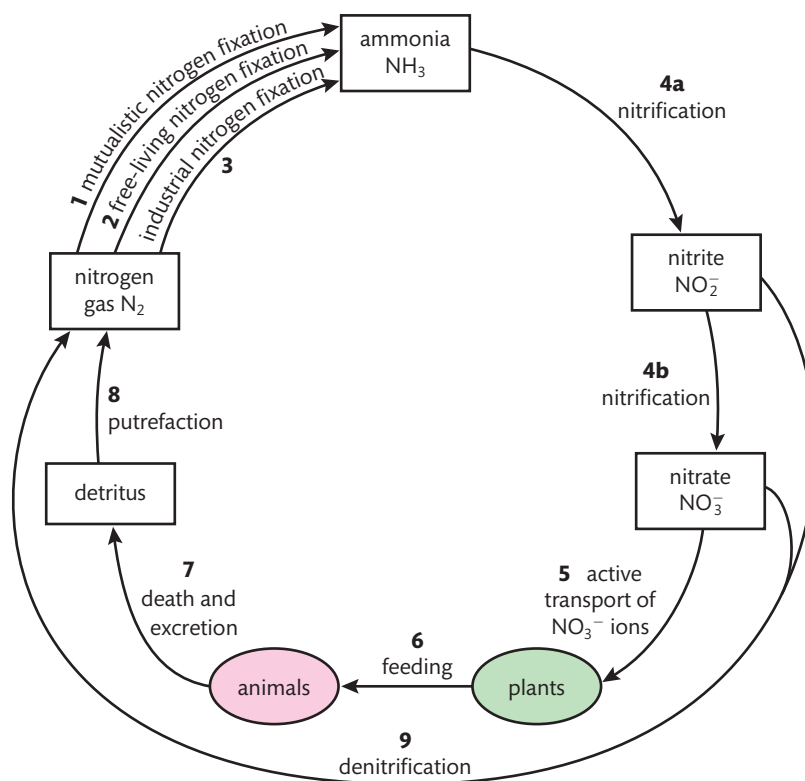 ammonia
NH₃
1 mutualistic nitrogen fixation
2 free-living nitrogen fixation
industrial nitrogen fixation
3
4a
nitrification
nitrogen
gas N₂
nitrite
NO₂⁻
4b
nitrification
8
putrefaction
detritus
nitrate
NO₃⁻
7
death and
excretion
5 active
transport of
NO₃⁻ ions
6
feeding
animals
plants
9
denitrification